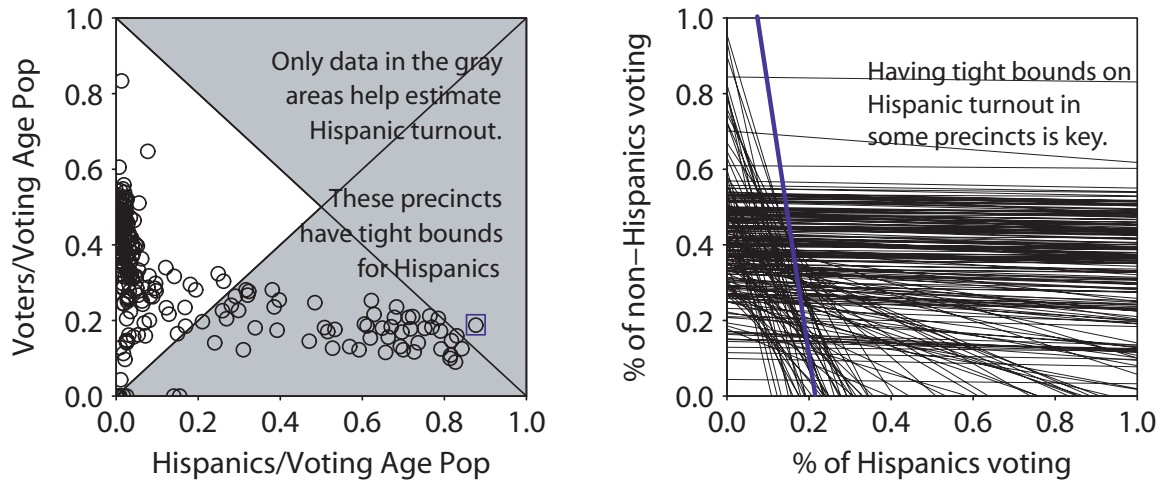 1.0
0.8
0.6
0.4
0.2
0.0
Voters/Voting Age Pop
Only data in the gray
areas help estimate
Hispanic turnout.
These precincts
have tight bounds
for Hispanics
0.0 0.2 0.4 0.6 0.8 1.0
Hispanics/Voting Age Pop
1.0
0.8
0.6
0.4
0.2
0.0
% of non−Hispanics voting
Having tight bounds on
Hispanic turnout in
some precincts is key.
0.0 0.2 0.4 0.6 0.8 1.0
% of Hispanics voting